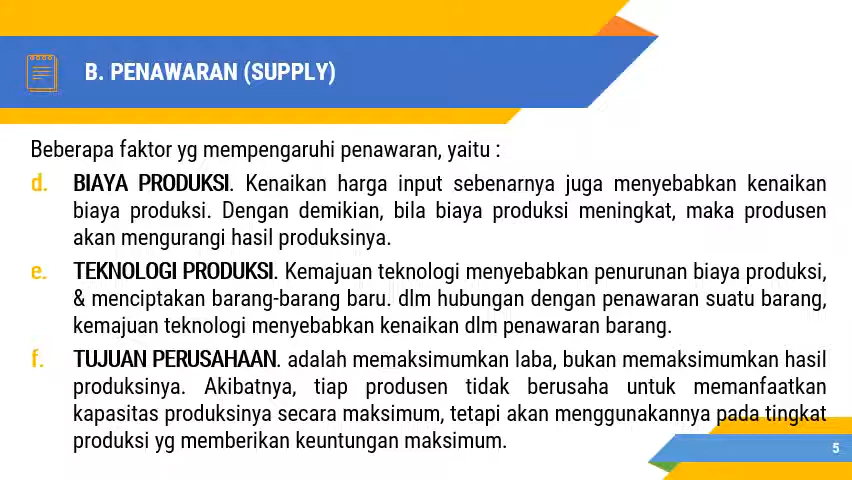 B. PENAWARAN (SUPPLY)
Beberapa faktor yg mempengaruhi penawaran, yaitu :
d. BIAYA PRODUKSI. Kenaikan harga input sebenarnya juga menyebabkan kenaikan
biaya produksi. Dengan demikian, bila biaya produksi meningkat, maka produsen
akan mengurangi hasil produksinya.
e. TEKNOLOGI PRODUKSI. Kemajuan teknologi menyebabkan penurunan biaya produksi,
& menciptakan barang-barang baru. dlm hubungan dengan penawaran suatu barang,
kemajuan teknologi menyebabkan kenaikan dlm penawaran barang.
f. TUJUAN PERUSAHAAN. adalah memaksimumkan laba, bukan memaksimumkan hasil
produksinya. Akibatnya, tiap produsen tidak berusaha untuk memanfaatkan
kapasitas produksinya secara maksimum, tetapi akan menggunakannya pada tingkat
produksi yg memberikan keuntungan maksimum.
5